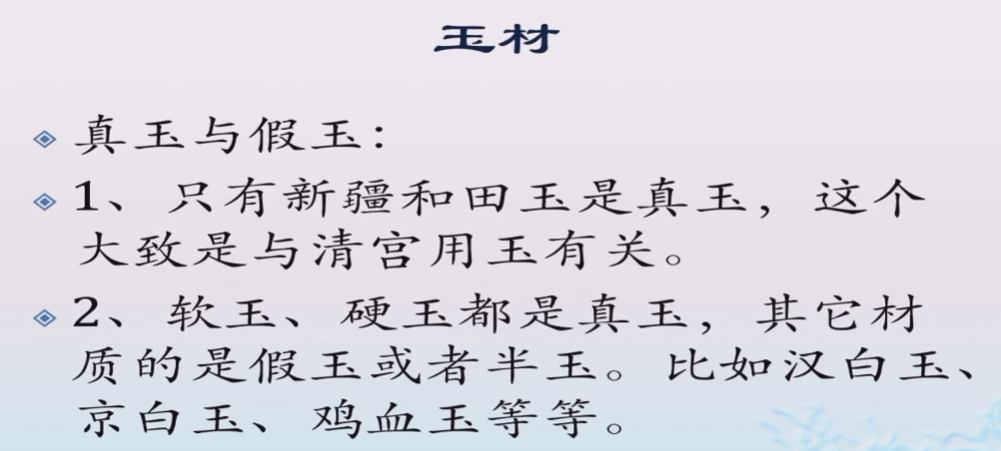 玉材
真玉与假玉：
1、只有新疆和田玉是真玉，这个
大致是与清宫用玉有关。
2、软玉、硬玉都是真玉，其它材
质的是假玉或者半玉。比如汉白玉、
京白玉、鸡血玉等等。